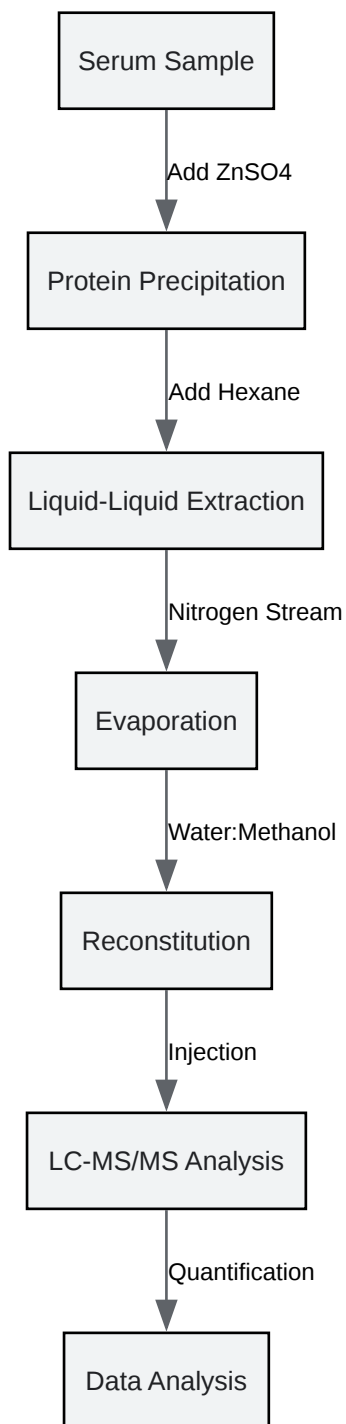 Serum Sample
Add ZnSO4
Protein Precipitation
Add Hexane
Liquid-Liquid Extraction
Nitrogen Stream
Evaporation
Water:Methanol
Reconstitution
Injection
LC-MS/MS Analysis
Quantification
Data Analysis